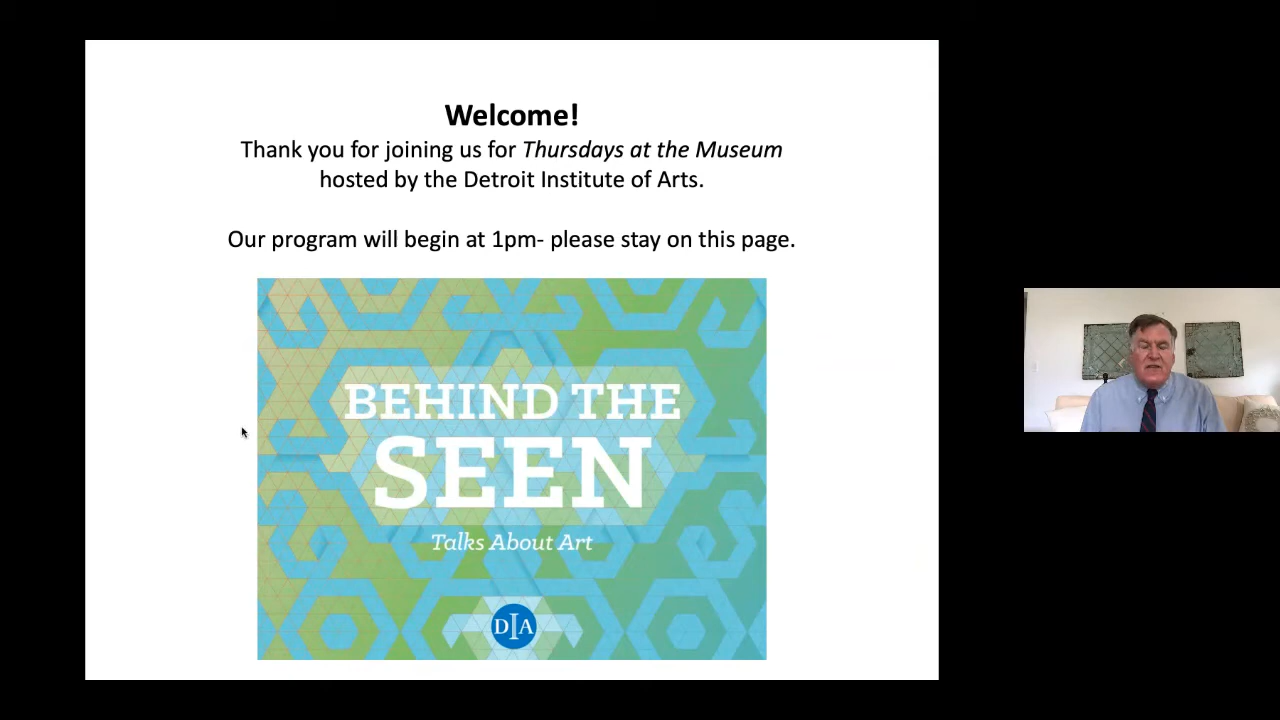 Welcome!
Thank you for joining us for Thursdays at the Museum
hosted by the Detroit Institute of Arts.
Our program will begin at 1pm- please stay on this page.
BEHIND THE
SEEN
Talks About Art
DIA